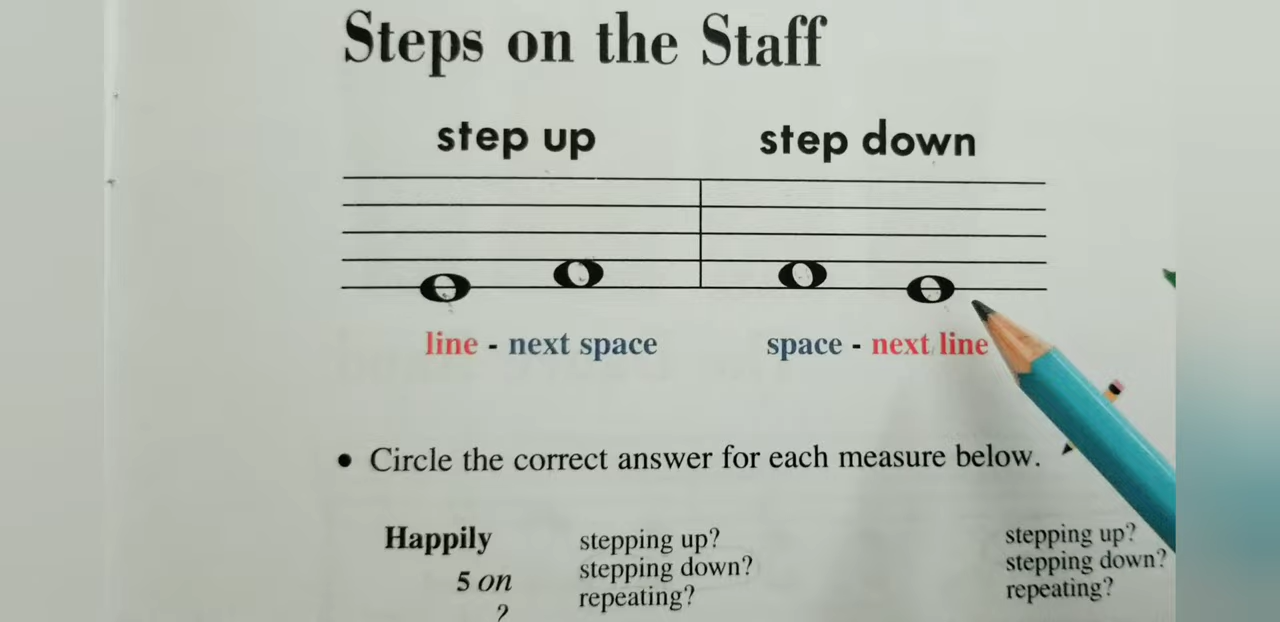 Steps on the Staff
step up step down
line - next space space - next line
• Circle the correct answer for each measure below.
Happily
5 on
?
stepping up?
stepping down?
repeating?
stepping up?
stepping down?
repeating?